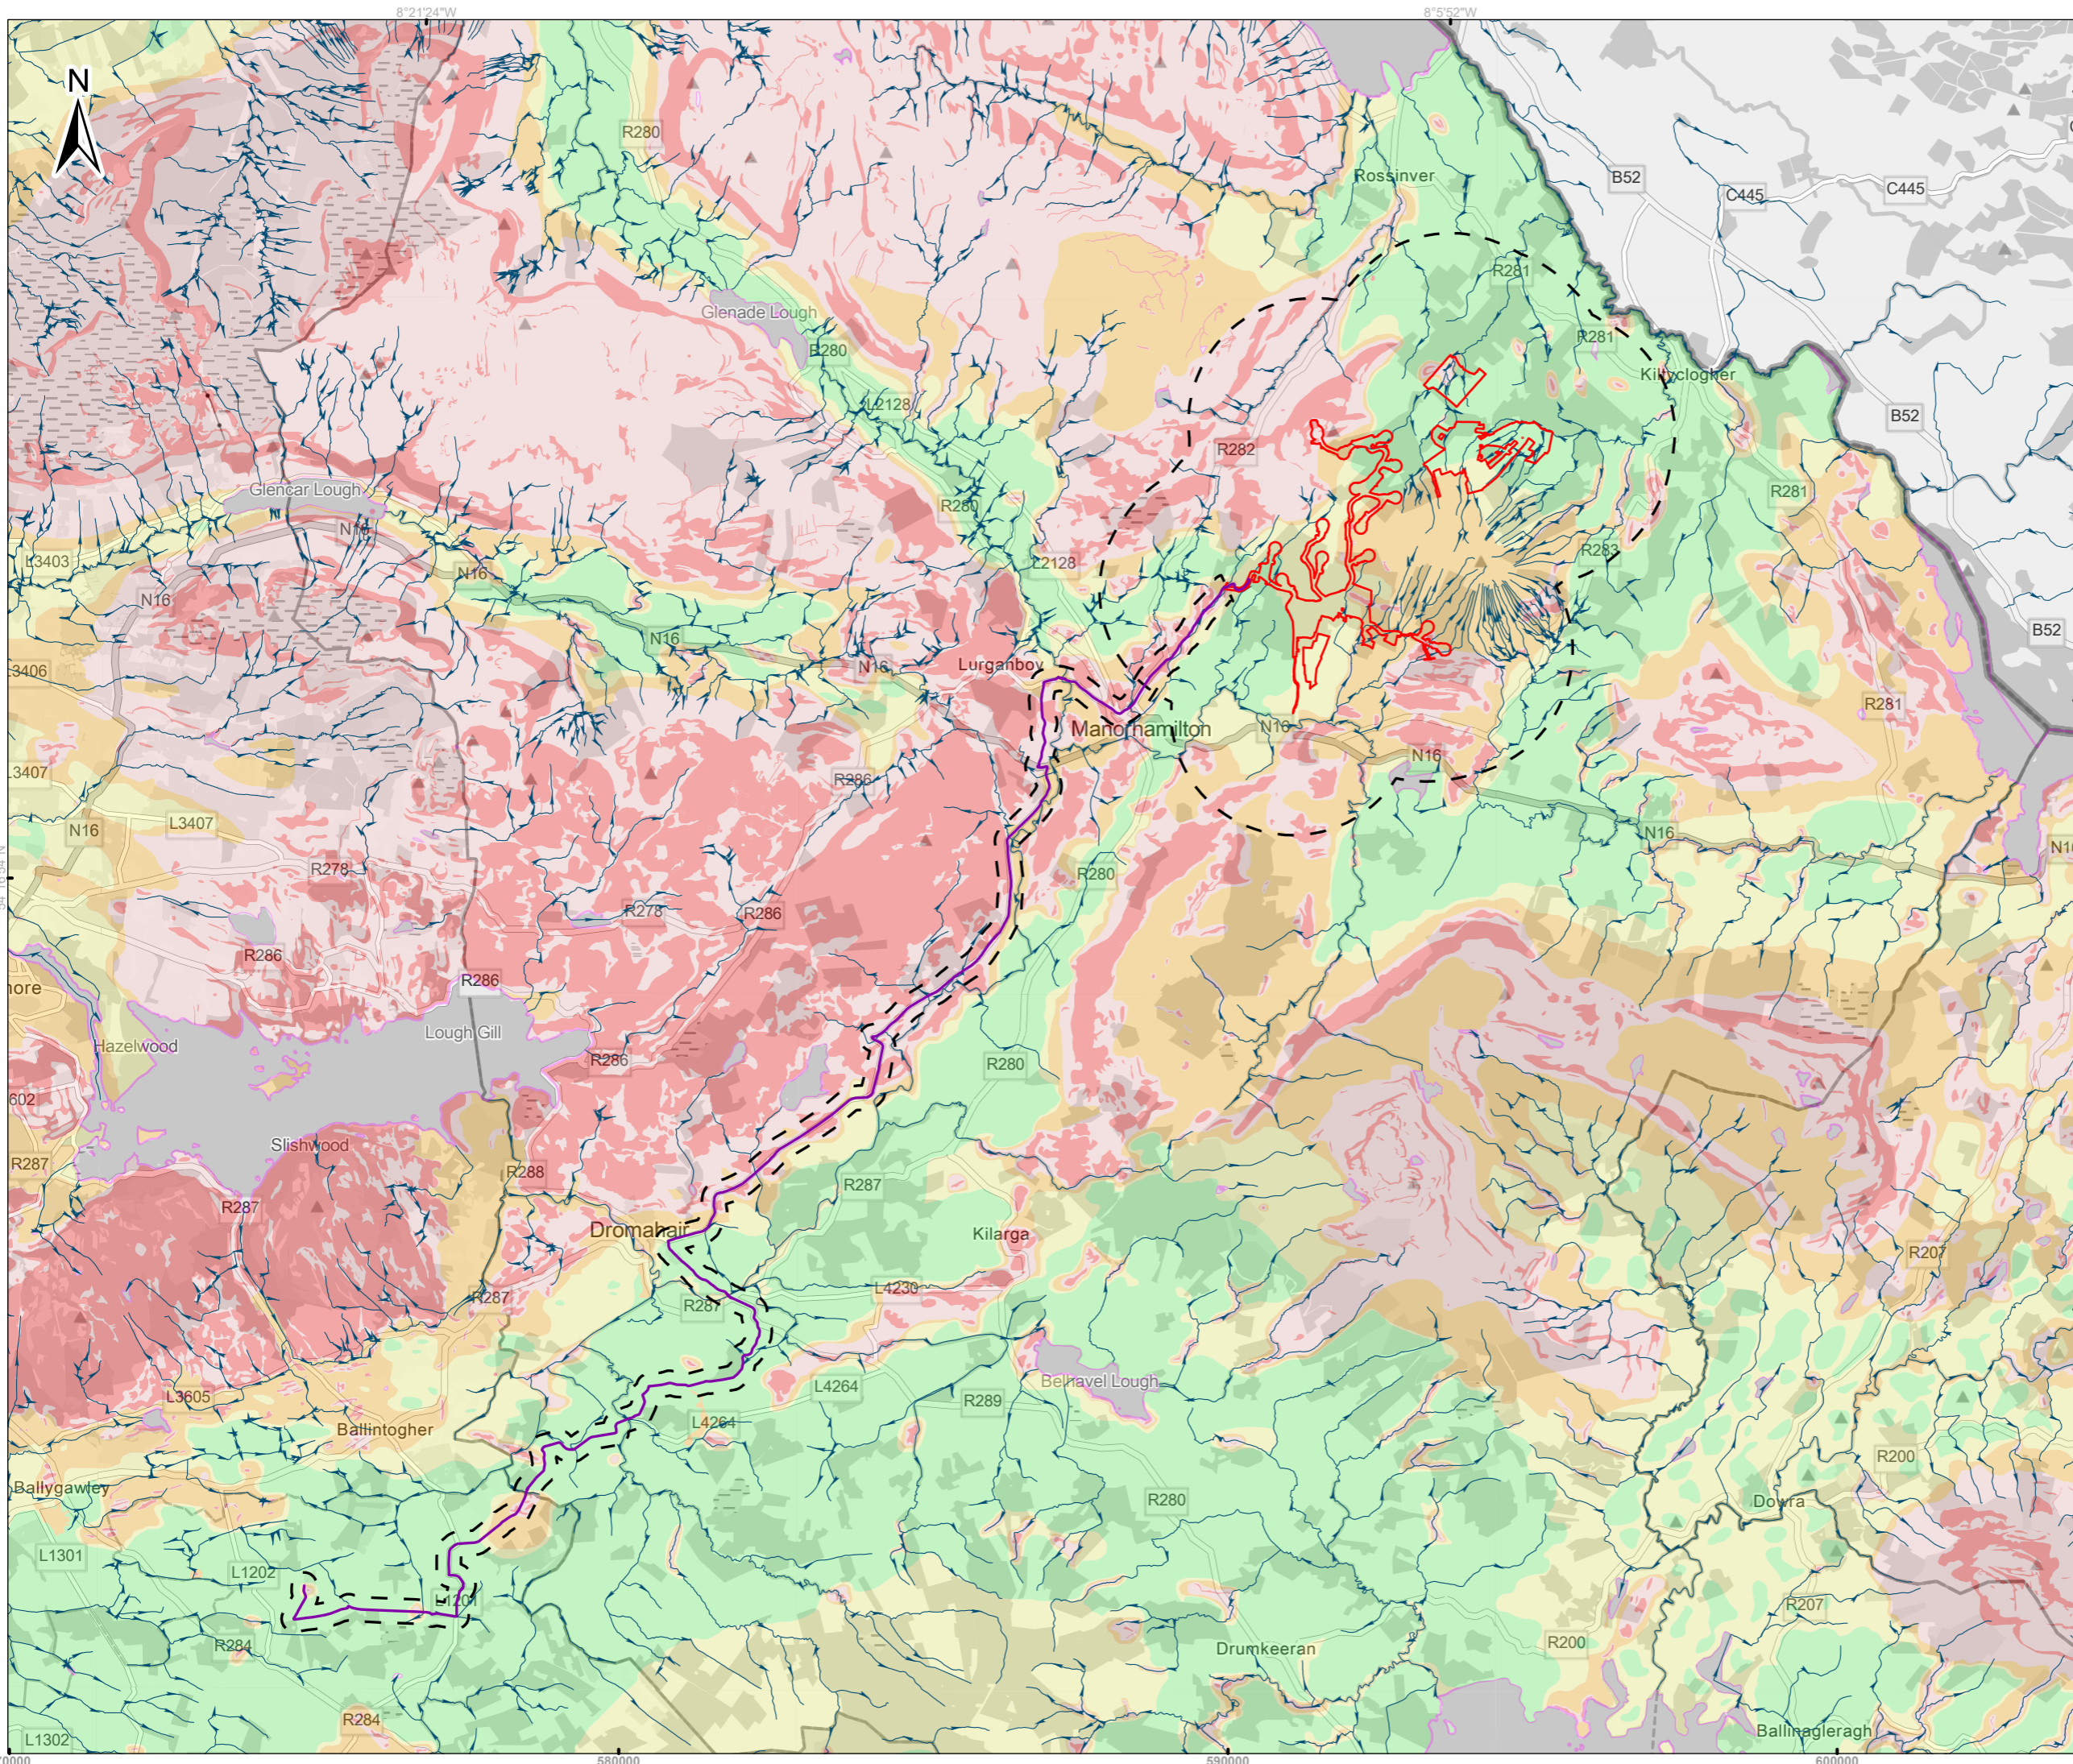 8°21'24"W
8°5'52"W
N
R280
Rossinver
B52
C445
C445
R281
Glenade Lough
R280
R281
Kiltyclogher
L2128
B52
R282
Glencar Lough
R280
R281
N16
L3403
N16
L2128
R283
N16
N16
B52
Lurganboy
N16
3406
R281
Manorhamilton
N16
N16
3407
R286
L3407
N16
N16
R278
R280
R278
R286
R286
R286
nore
Lough Gill
Hazelwood
R286
R280
602
Slishwood
R287
R288
R287
R287
Dromahair
Kilarga
R207
L4230
R287
R287
Belhavel Lough
L4264
R289
L3605
L4264
Ballintogher
R200
Ballygawley
R280
Dowra
L1301
L1202
L1201
R207
R284
R200
Drumkeeran
R284
Ballinagleragh
L1302
70000
580000
590000
600000